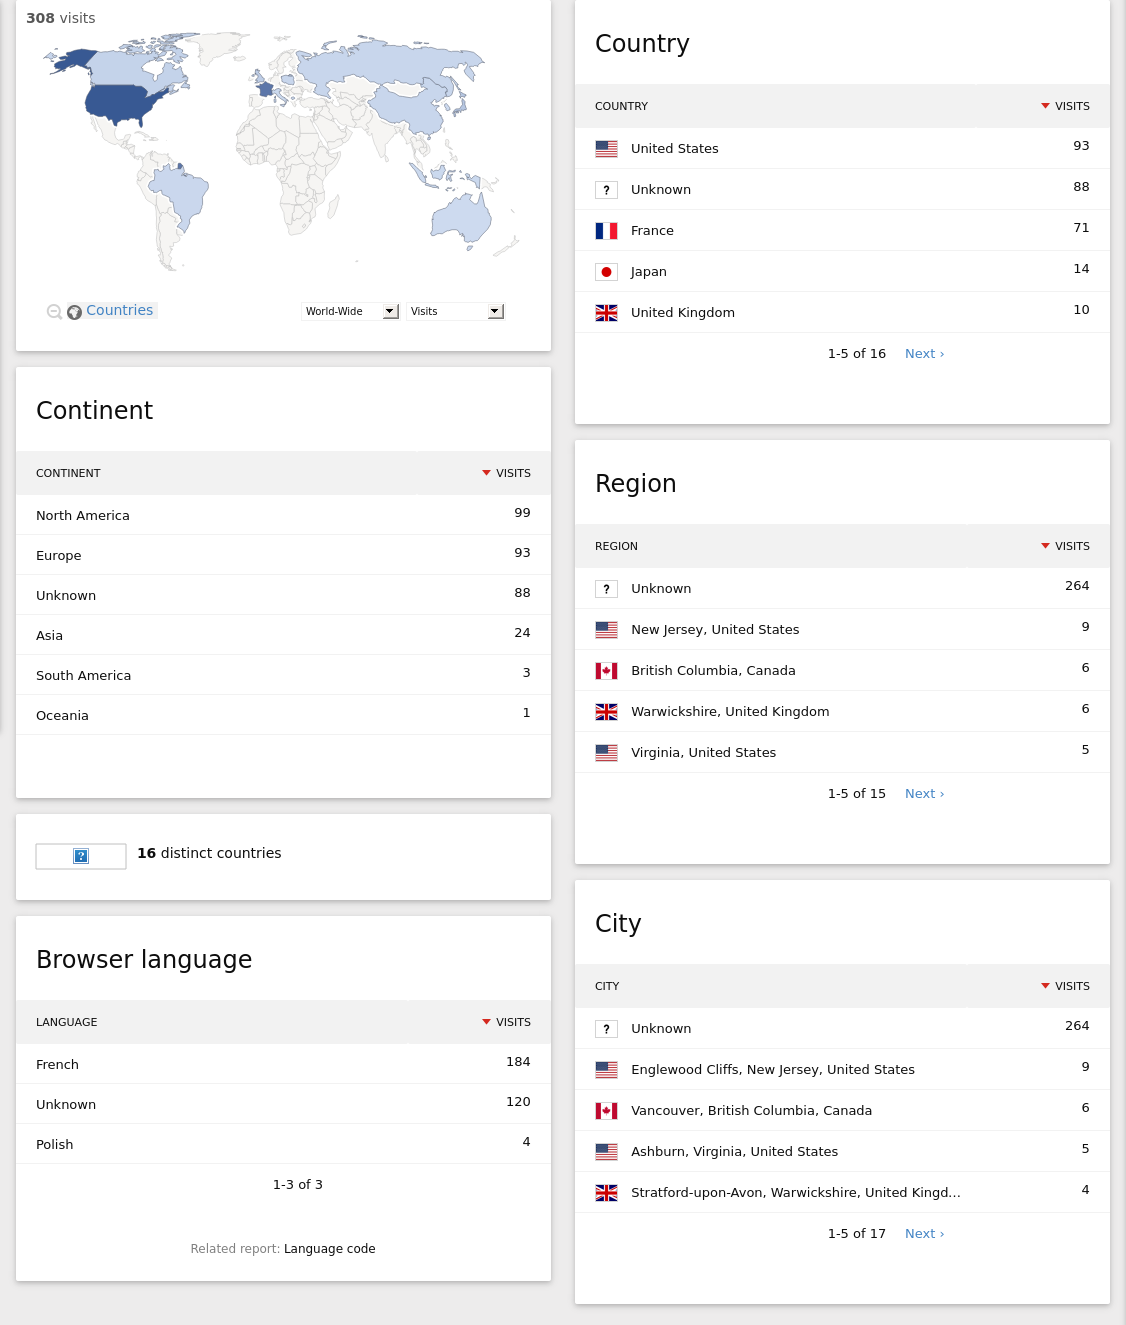 308 visits
Countries
World-Wide
Visits
Continent
CONTINENT VISITS
North America 99
Europe 93
Unknown 88
Asia 24
South America 3
Oceania 1
16 distinct countries
Browser language
LANGUAGE VISITS
French 184
Unknown 120
Polish 4
1-3 of 3
Related report: Language code
Country
COUNTRY VISITS
United States 93
? Unknown 88
France 71
Japan 14
United Kingdom 10
1-5 of 16 Next ›
Region
REGION VISITS
? Unknown 264
New Jersey, United States 9
British Columbia, Canada 6
Warwickshire, United Kingdom 6
Virginia, United States 5
1-5 of 15 Next ›
City
CITY VISITS
? Unknown 264
Englewood Cliffs, New Jersey, United States 9
Vancouver, British Columbia, Canada 6
Ashburn, Virginia, United States 5
Stratford-upon-Avon, Warwickshire, United Kingd... 4
1-5 of 17 Next ›